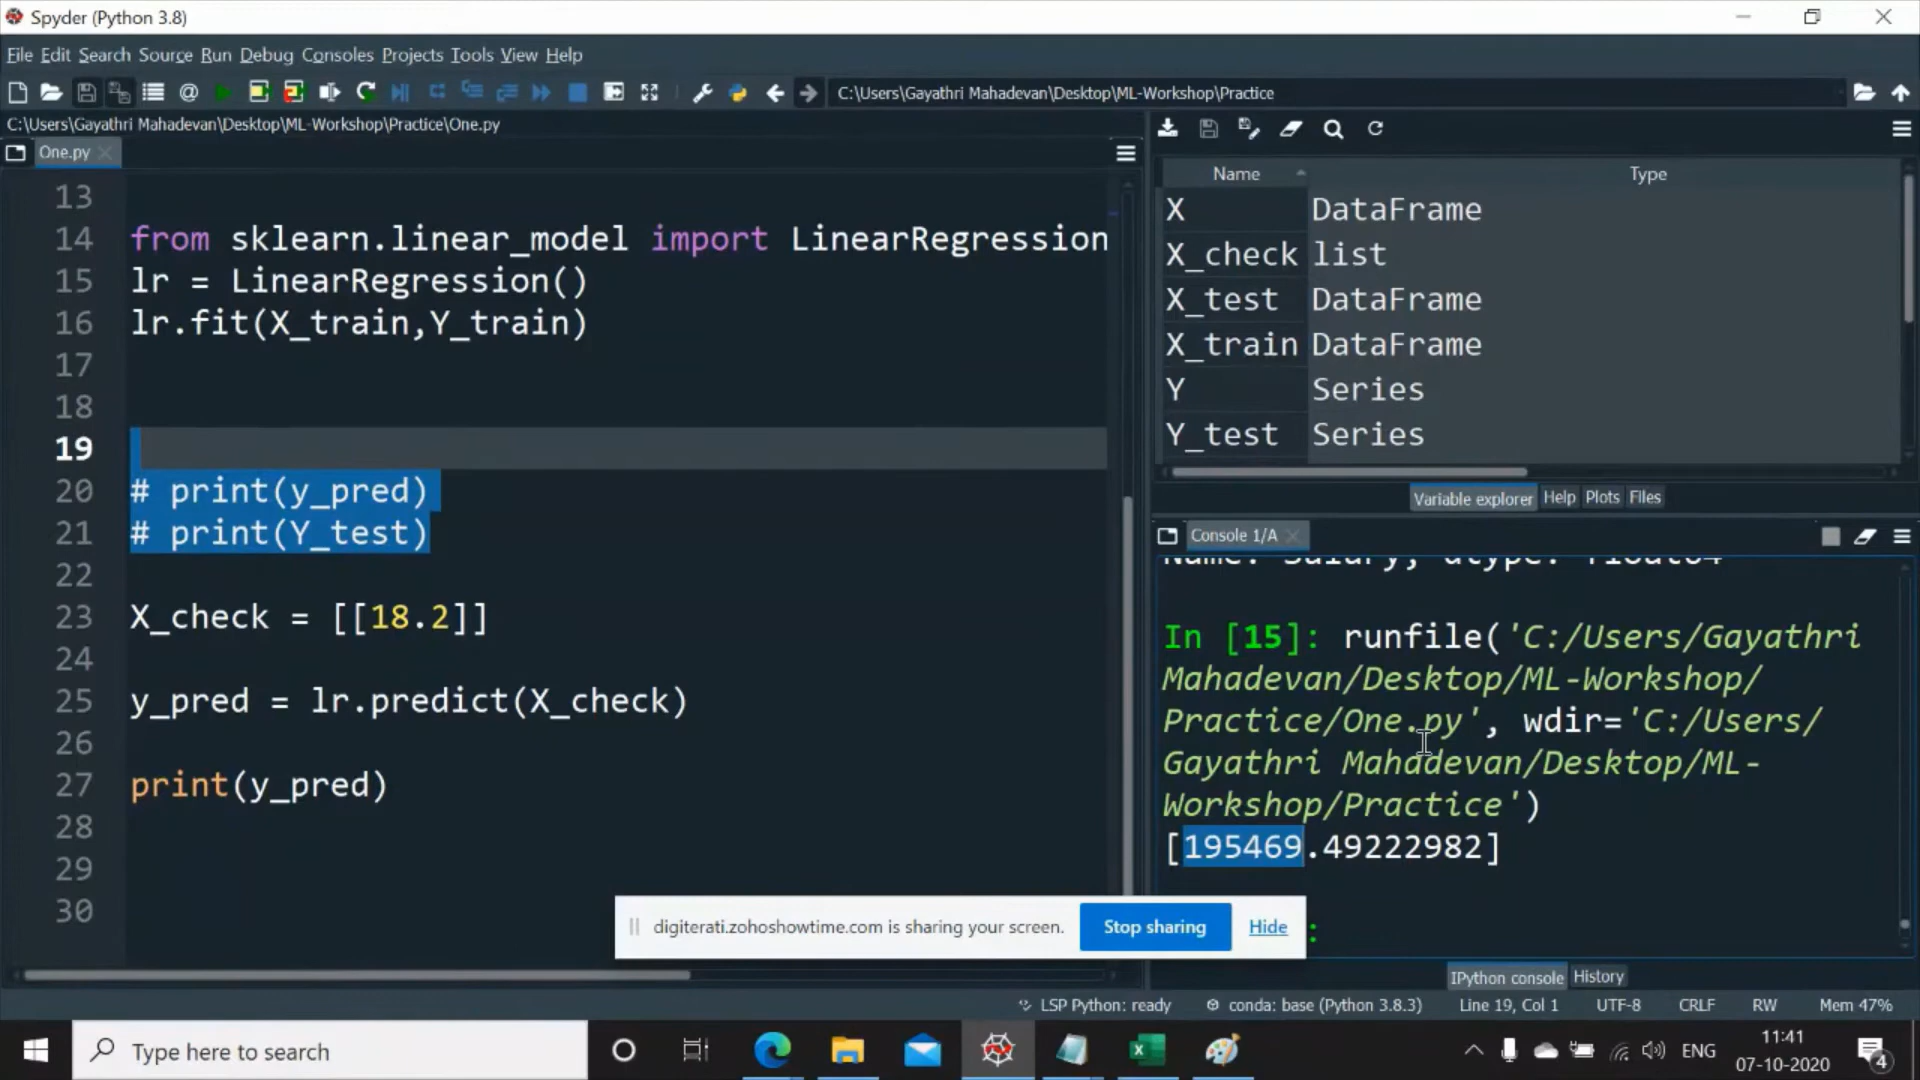 Spyder (Python 3.8)
File Edit Search Source Run Debug Consoles Projects Tools View Help
C:\Users\Gayathri Mahadevan\Desktop\ML-Workshop\Practice
C:\Users\Gayathri Mahadevan\Desktop\ML-Workshop\Practice\One.py
One.py
13
14 from sklearn.linear_model import LinearRegression
15 lr = LinearRegression()
16 lr.fit(X_train,Y_train)
17
18
19
20 # print(y_pred)
21 # print(Y_test)
22
23 X_check = [[18.2]]
24
25 y_pred = lr.predict(X_check)
26
27 print(y_pred)
28
29
30
Name Type
X DataFrame
X_check list
X_test DataFrame
X_train DataFrame
Y Series
Y_test Series
Variable explorer Help Plots Files
Console 1/A
Name: Salary, dtype: float64
In [15]: runfile('C:/Users/Gayathri
Mahadevan/Desktop/ML-Workshop/
Practice/One.py', wdir='C:/Users/
Gayathri Mahadevan/Desktop/ML-
Workshop/Practice')
[195469.49222982]
:
digiterati.zohoshowtime.com is sharing your screen. Stop sharing Hide
IPython console History
LSP Python: ready conda: base (Python 3.8.3) Line 19, Col 1 UTF-8 CRLF RW Mem 47%
Type here to search
ENG
11:41
07-10-2020
4